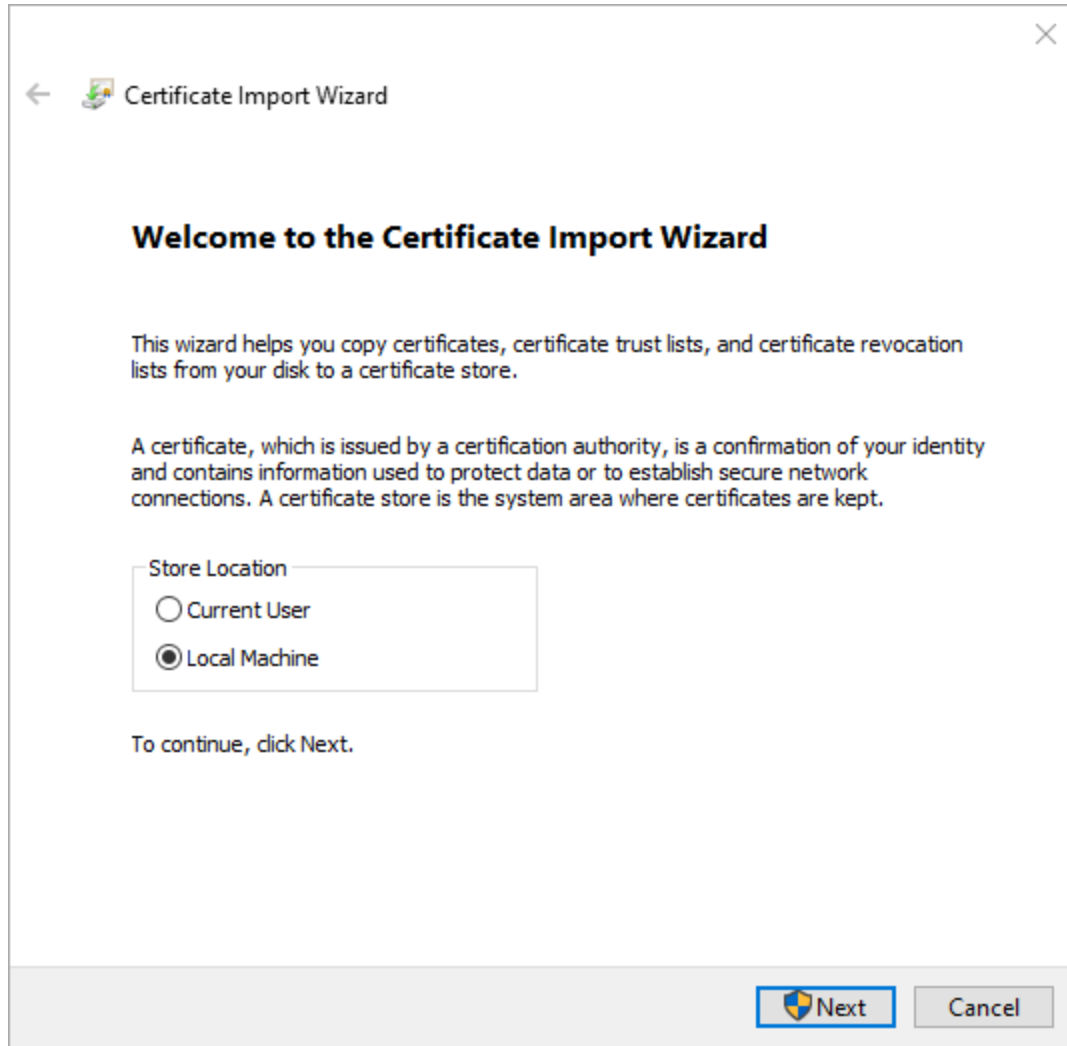 Certificate Import Wizard
Welcome to the Certificate Import Wizard
This wizard helps you copy certificates, certificate trust lists, and certificate revocation
lists from your disk to a certificate store.
A certificate, which is issued by a certification authority, is a confirmation of your identity
and contains information used to protect data or to establish secure network
connections. A certificate store is the system area where certificates are kept.
Store Location
Current User
Local Machine
To continue, click Next.
Next
Cancel